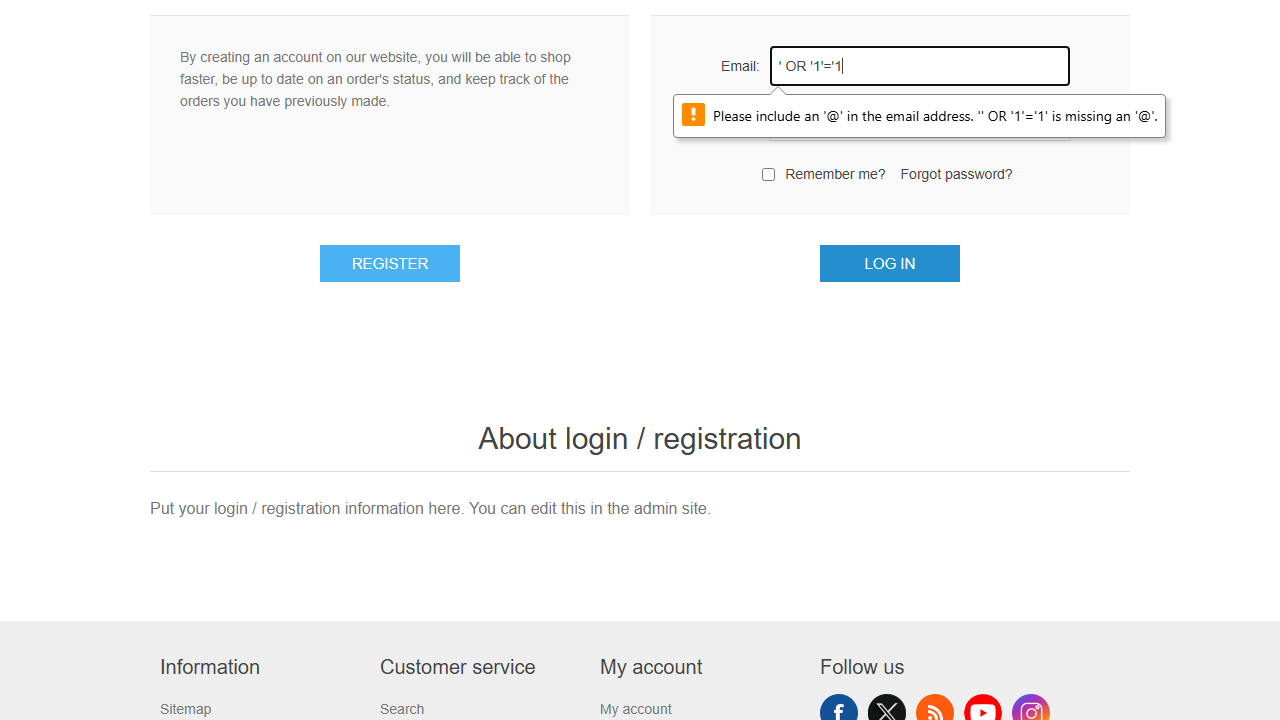 By creating an account on our website, you will be able to shop
faster, be up to date on an order's status, and keep track of the
orders you have previously made.
Email:
' OR '1'='1
Please include an '@' in the email address. '' OR '1'='1' is missing an '@'.
Remember me?
Forgot password?
REGISTER
LOG IN
About login / registration
Put your login / registration information here. You can edit this in the admin site.
Information
Customer service
My account
Follow us
Sitemap
Search
My account